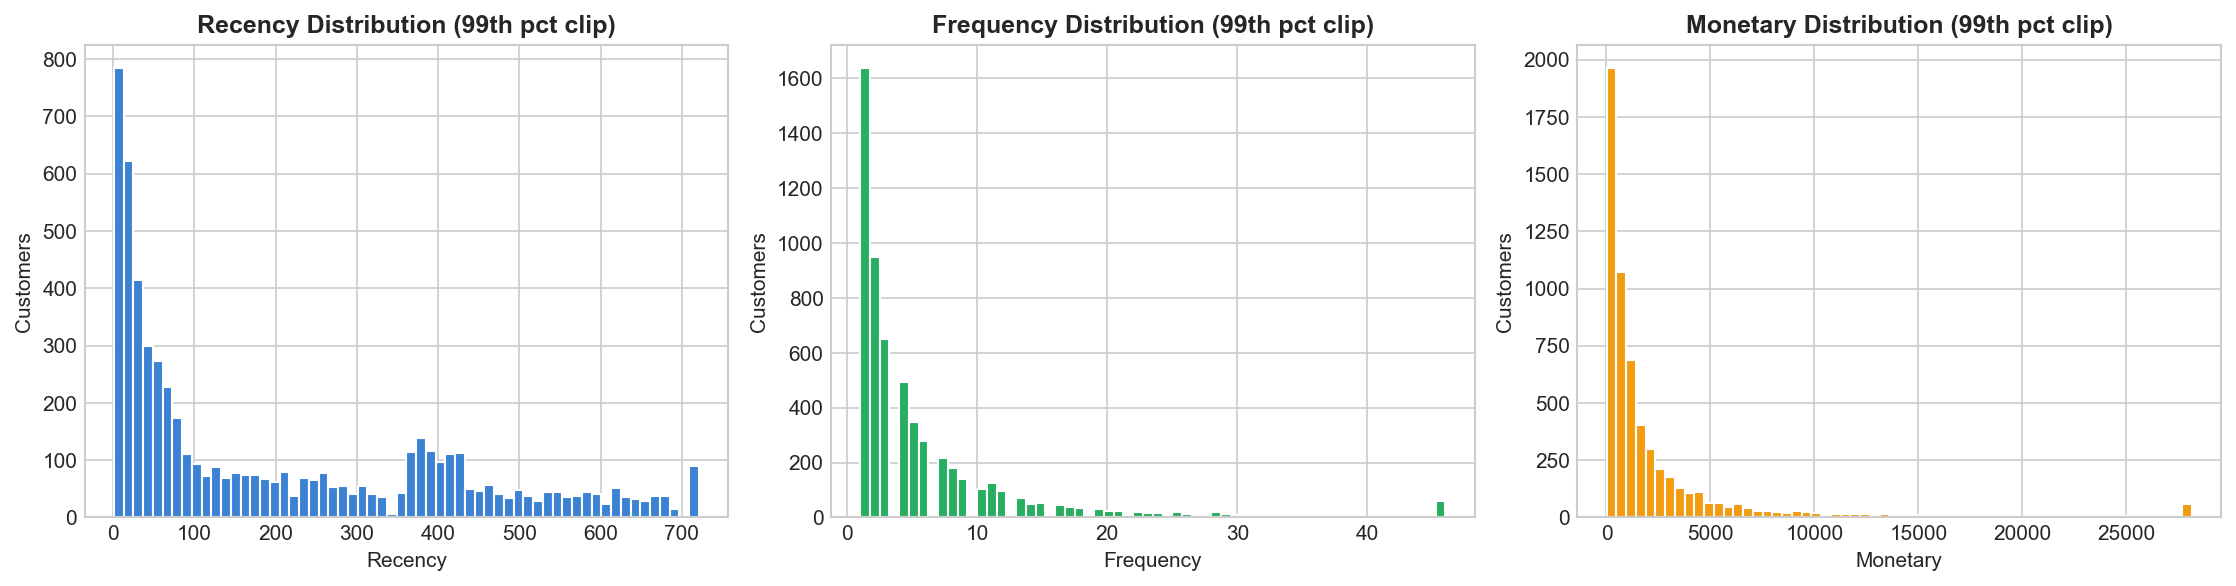 Recency Distribution (99th pct clip)
800
700
600
500
400
300
200
100
0
Customers
0 100 200 300 400 500 600 700
Recency
Frequency Distribution (99th pct clip)
1600
1400
1200
1000
800
600
400
200
0
Customers
0 10 20 30 40
Frequency
Monetary Distribution (99th pct clip)
2000
1750
1500
1250
1000
750
500
250
0
Customers
0 5000 10000 15000 20000 25000
Monetary